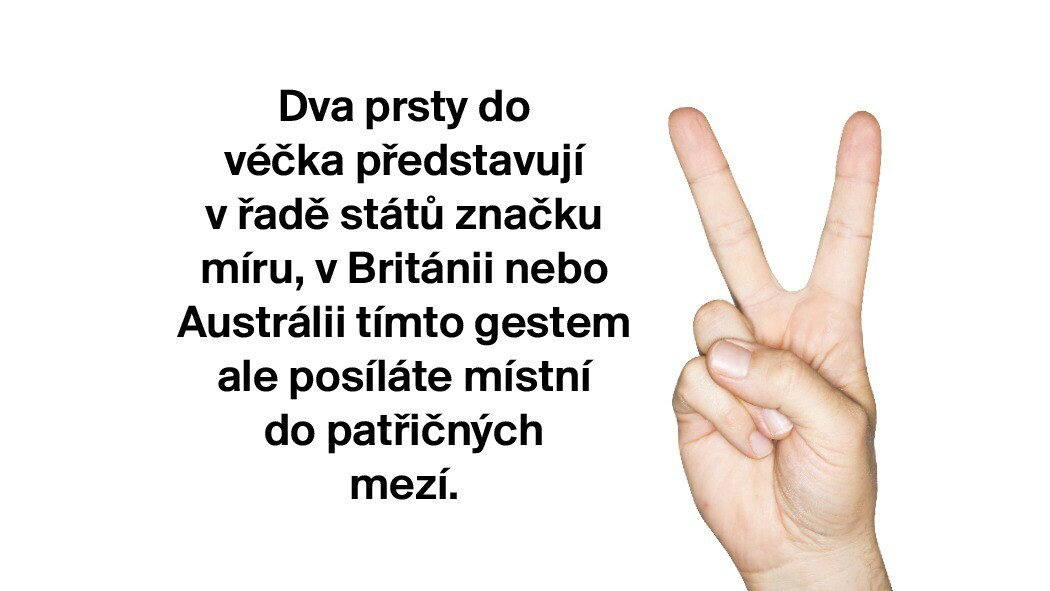 Dva prsty do
véčka představují
v řadě států značku
míru, v Británii nebo
Austrálii tímto gestem
ale posíláte místní
do patřičných
mezí.